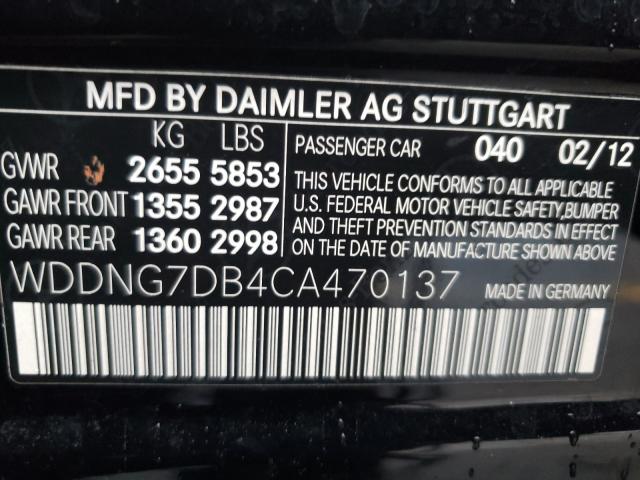 MFD BY DAIMLER AG STUTTGART
KG LBS
GVWR 2655 5853
GAWR FRONT 1355 2987
GAWR REAR 1360 2998
PASSENGER CAR 040 02/12
THIS VEHICLE CONFORMS TO ALL APPLICABLE
U.S. FEDERAL MOTOR VEHICLE SAFETY,BUMPER
AND THEFT PREVENTION STANDARDS IN EFFECT
ON THE DATE OF MANUFACTURE SHOWN ABOVE
WDDNG7DB4CA470137 MADE IN GERMANY